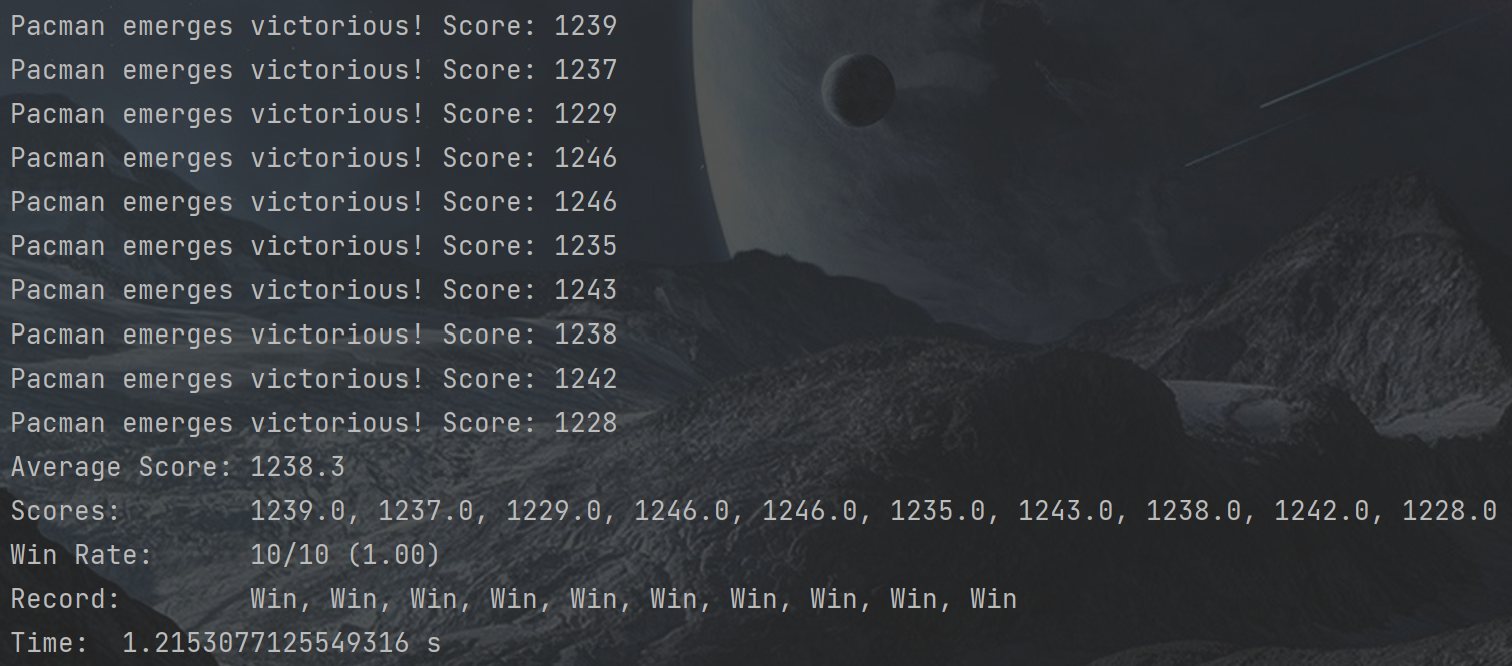 Pacman emerges victorious! Score: 1239
Pacman emerges victorious! Score: 1237
Pacman emerges victorious! Score: 1229
Pacman emerges victorious! Score: 1246
Pacman emerges victorious! Score: 1246
Pacman emerges victorious! Score: 1235
Pacman emerges victorious! Score: 1243
Pacman emerges victorious! Score: 1238
Pacman emerges victorious! Score: 1242
Pacman emerges victorious! Score: 1228
Average Score: 1238.3
Scores:        1239.0, 1237.0, 1229.0, 1246.0, 1246.0, 1235.0, 1243.0, 1238.0, 1242.0, 1228.0
Win Rate:      10/10 (1.00)
Record:        Win, Win, Win, Win, Win, Win, Win, Win, Win, Win
Time:  1.2153077125549316 s